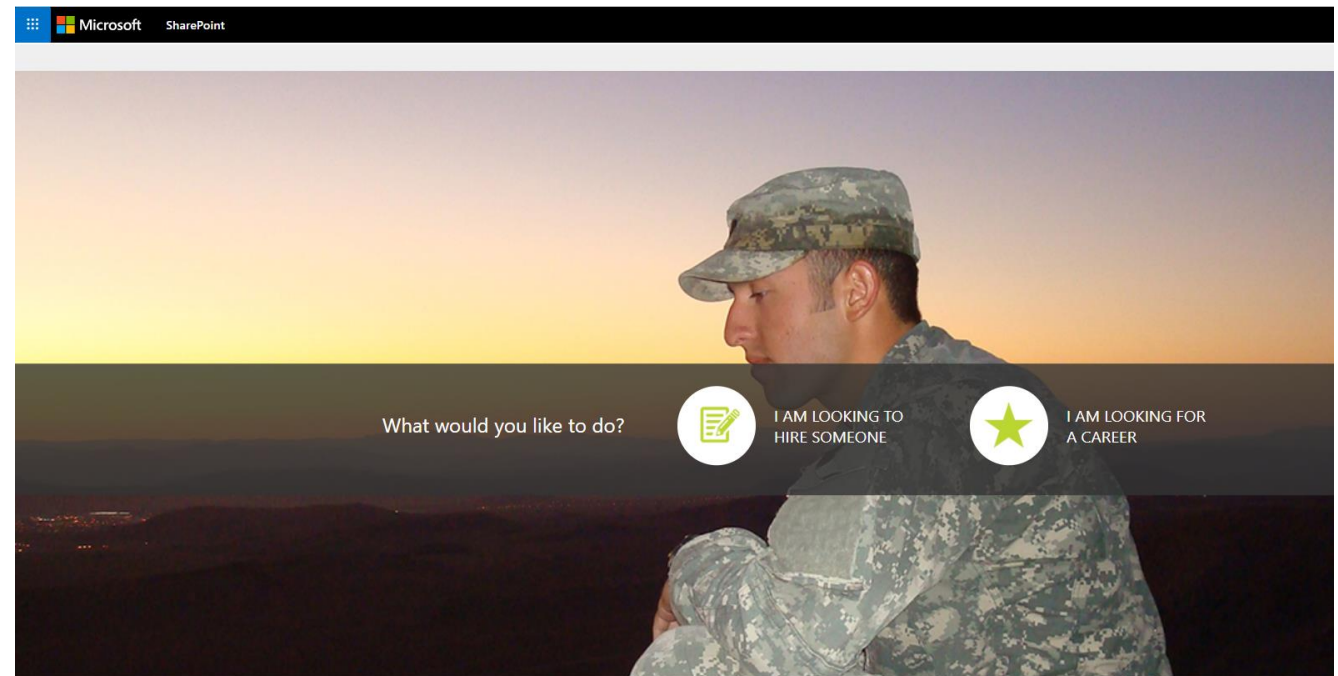 Microsoft SharePoint
What would you like to do?
I AM LOOKING TO
HIRE SOMEONE
I AM LOOKING FOR
A CAREER